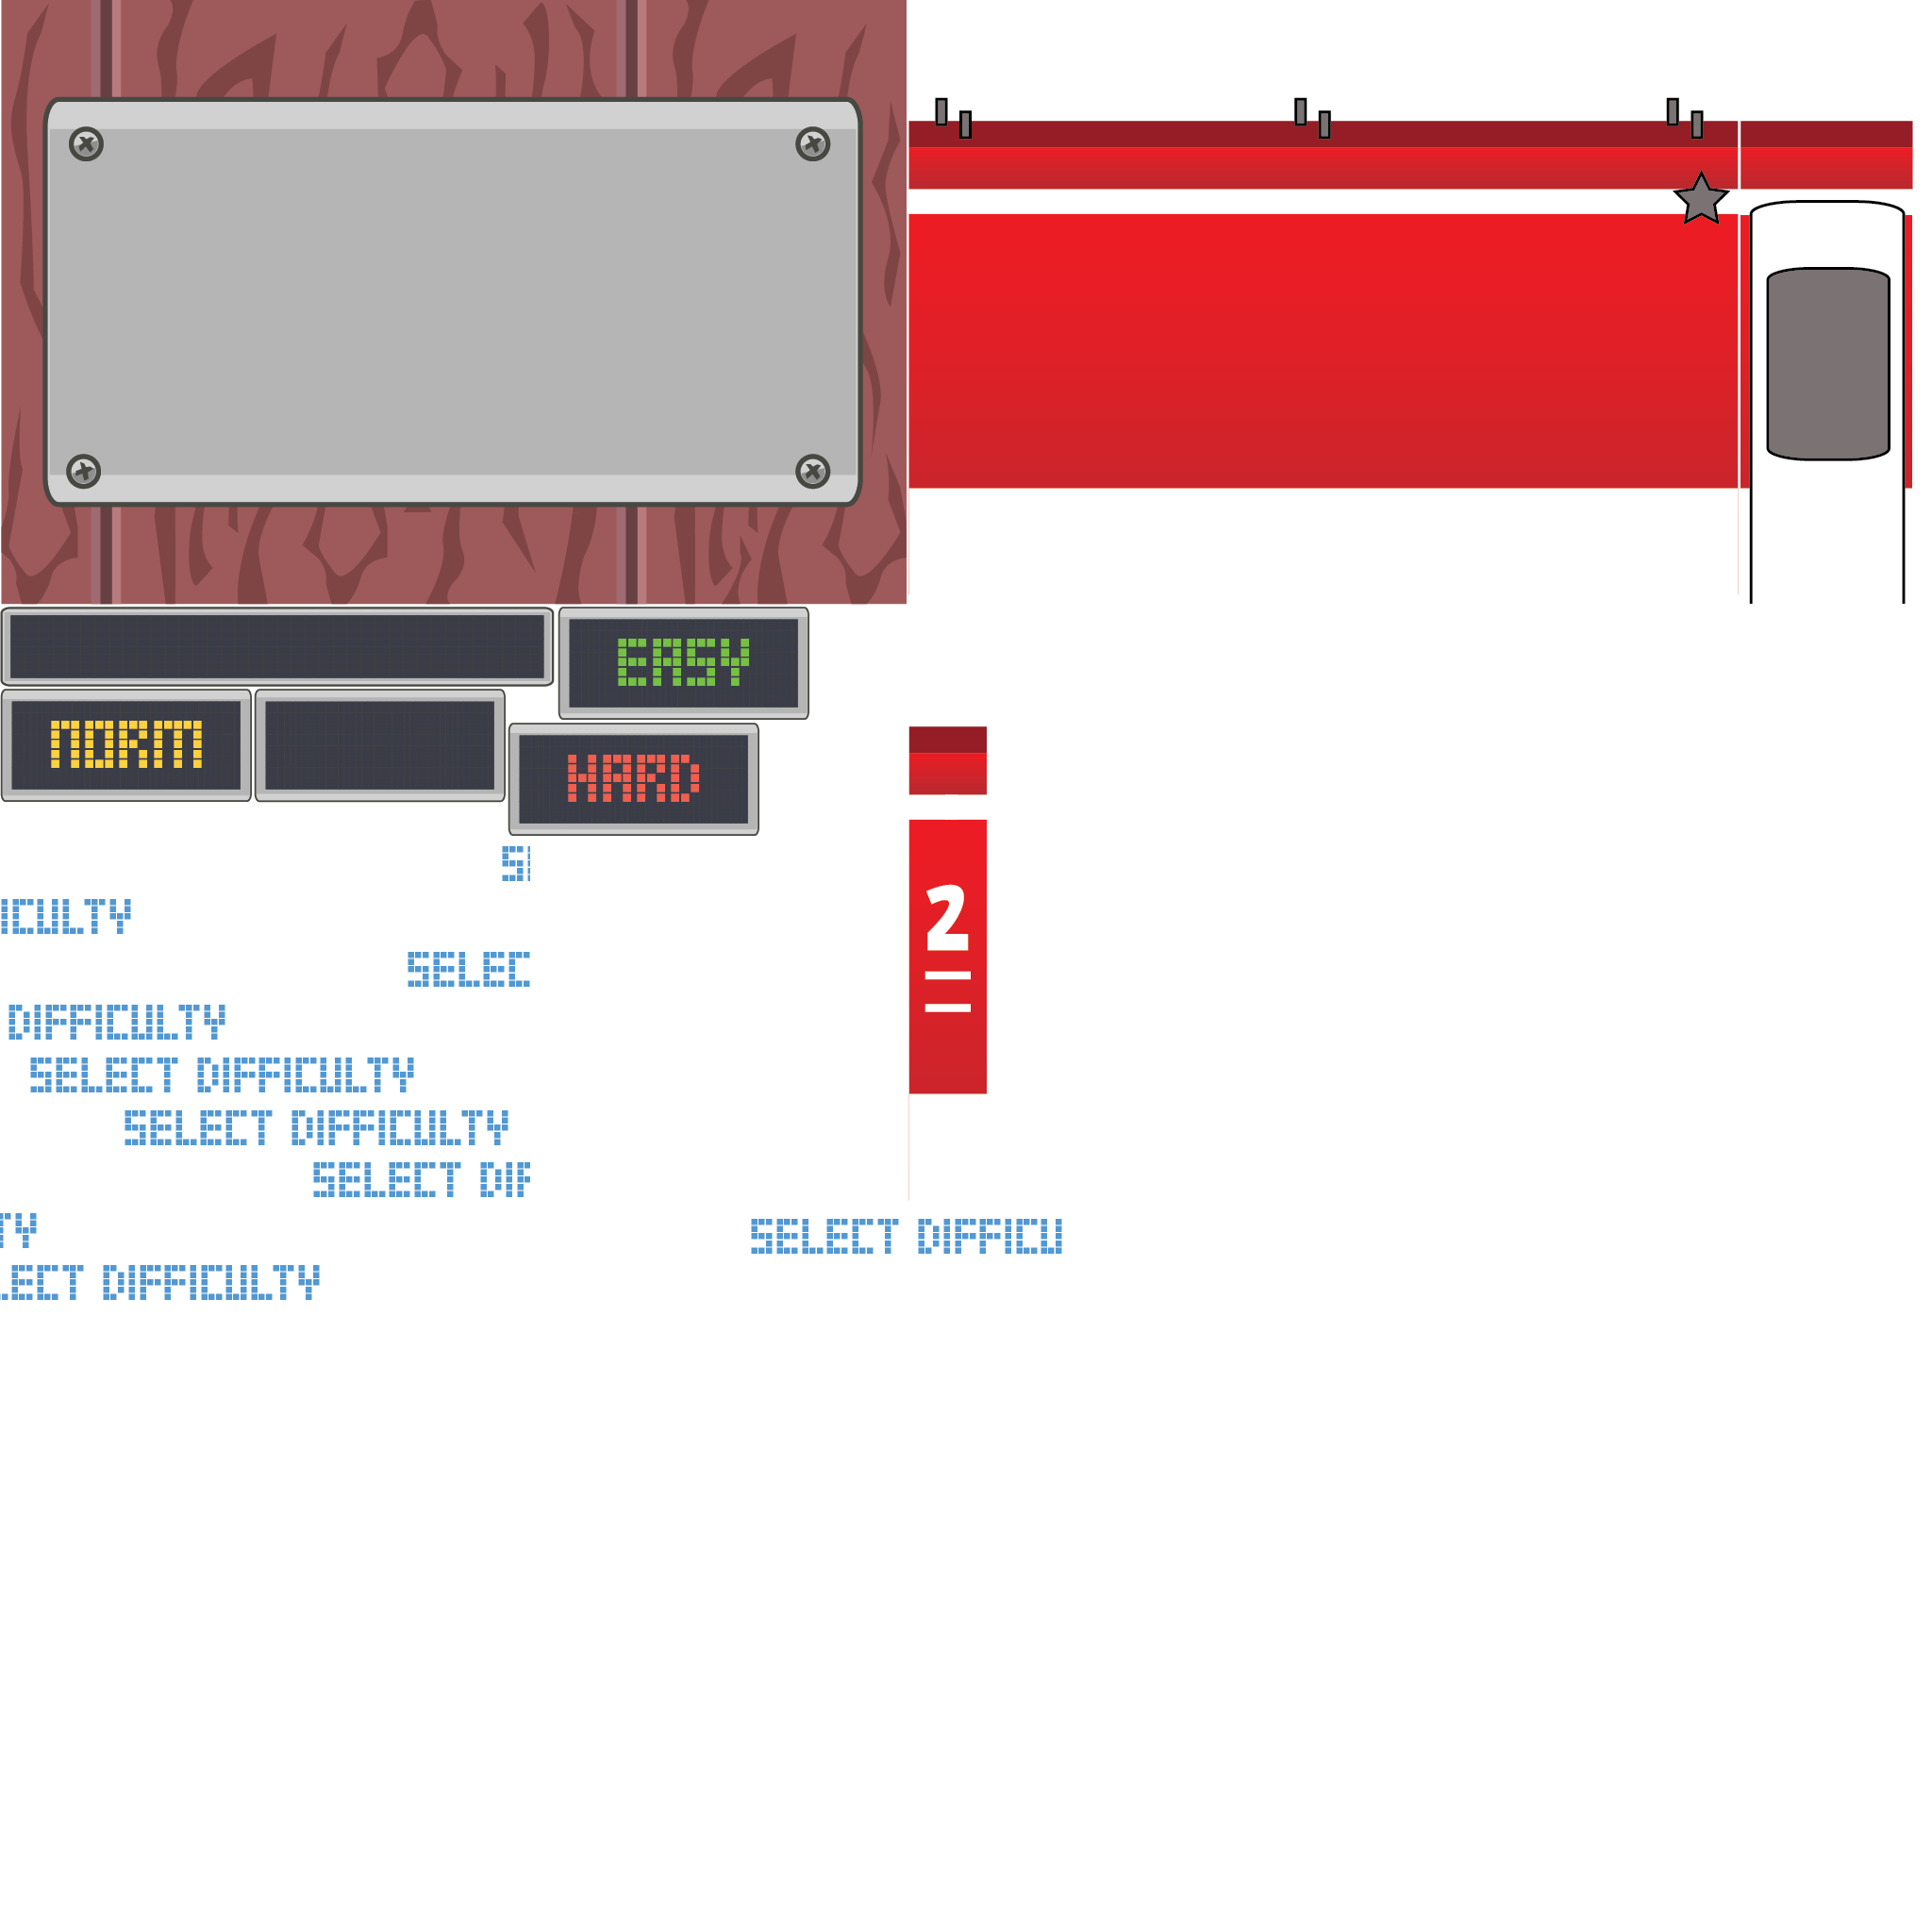 EASY
NORM
HARD
S
ICULTY
2
SELEC
DIFFICULTY
SELECT DIFFICULTY
SELECT DIFFICULTY
SELECT DIF
TY
SELECT DIFFICU
LECT DIFFICULTY